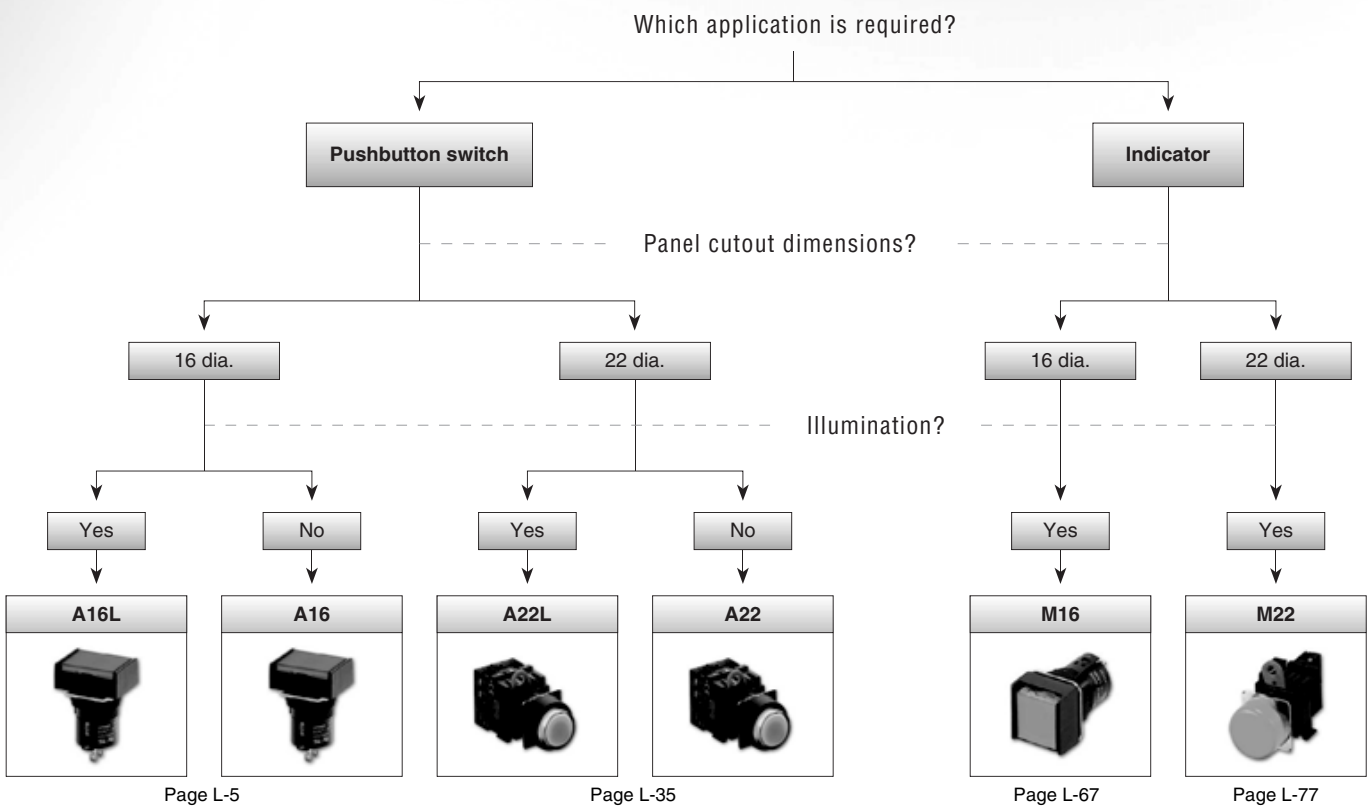 Which application is required?
Pushbutton switch
Indicator
Panel cutout dimensions?
16 dia.
22 dia.
16 dia.
22 dia.
Illumination?
Yes
No
Yes
No
Yes
Yes
A16L
A16
A22L
A22
M16
M22
Page L-5
Page L-35
Page L-67
Page L-77